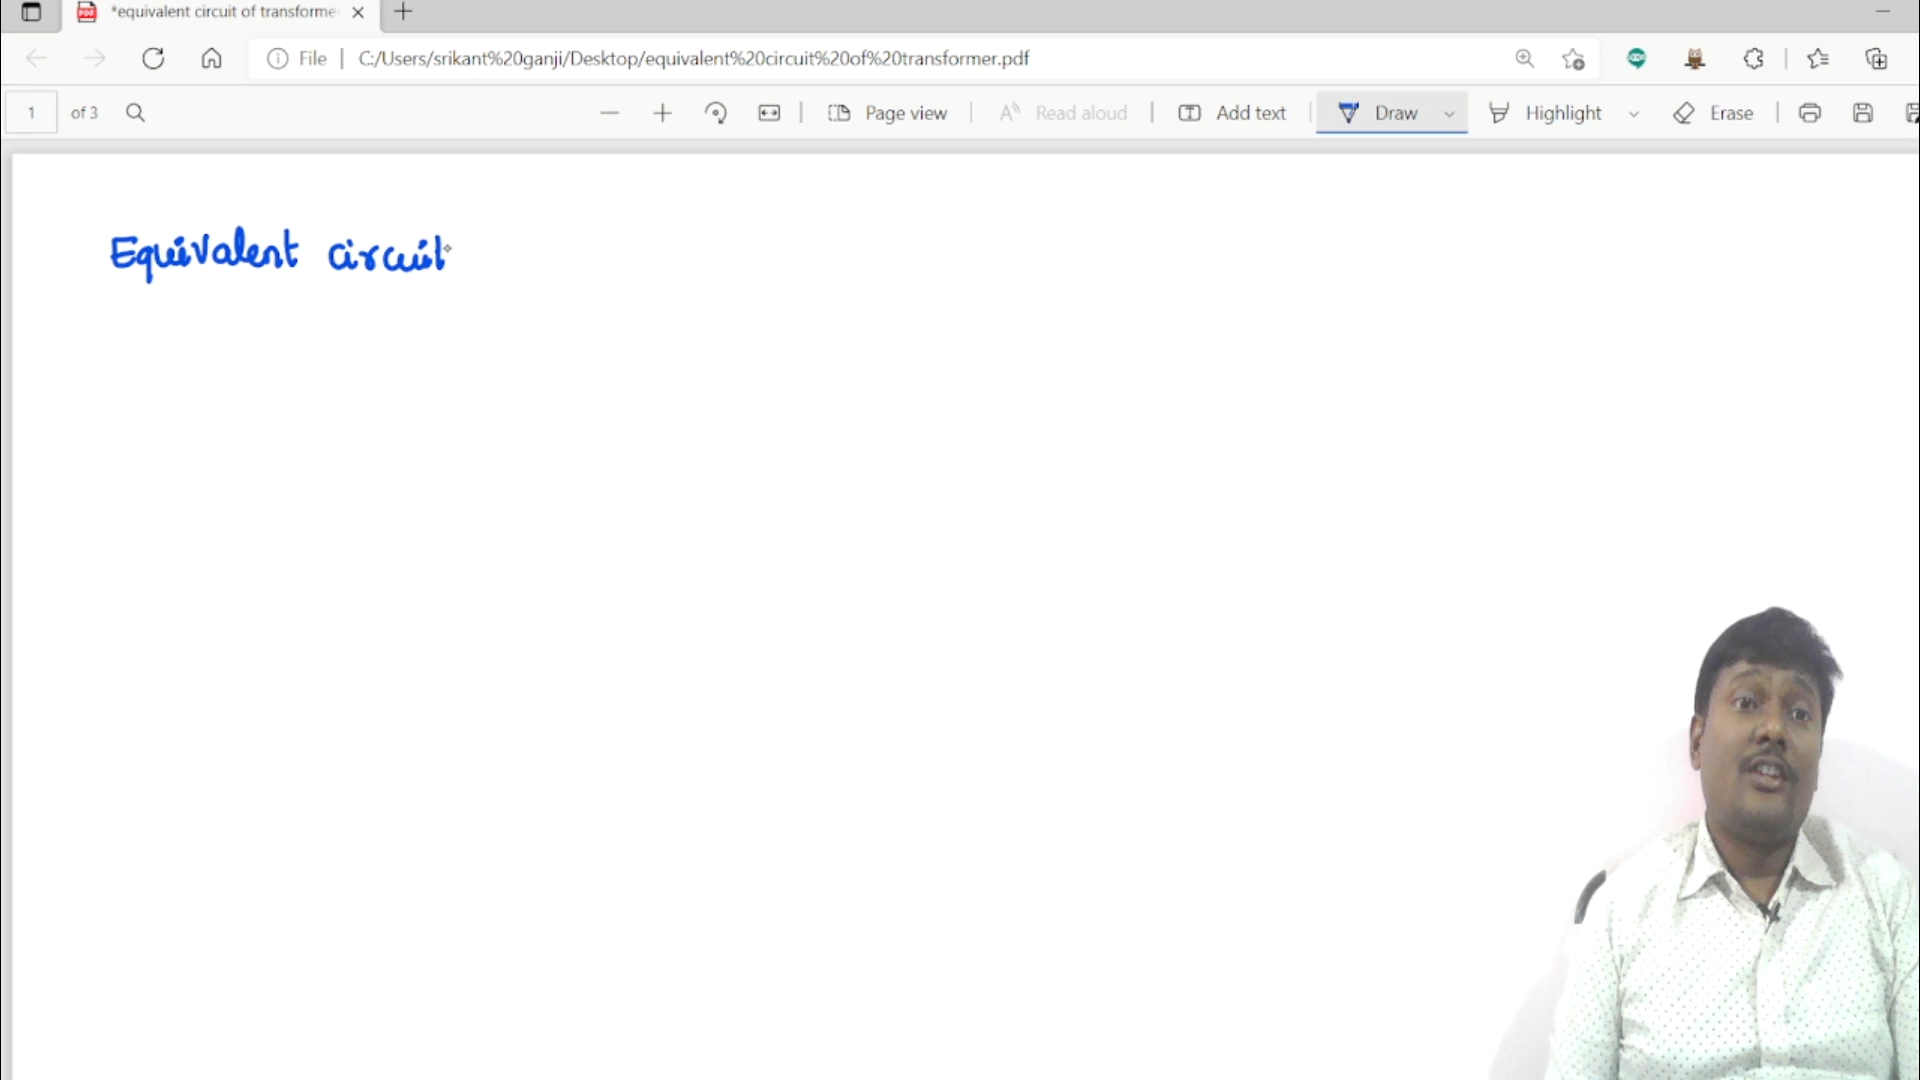 *equivalent circuit of transforme
File | C:/Users/srikant%20ganji/Desktop/equivalent%20circuit%20of%20transformer.pdf
1 of 3 Page view Read aloud Add text Draw Highlight Erase
Equivalent circuit